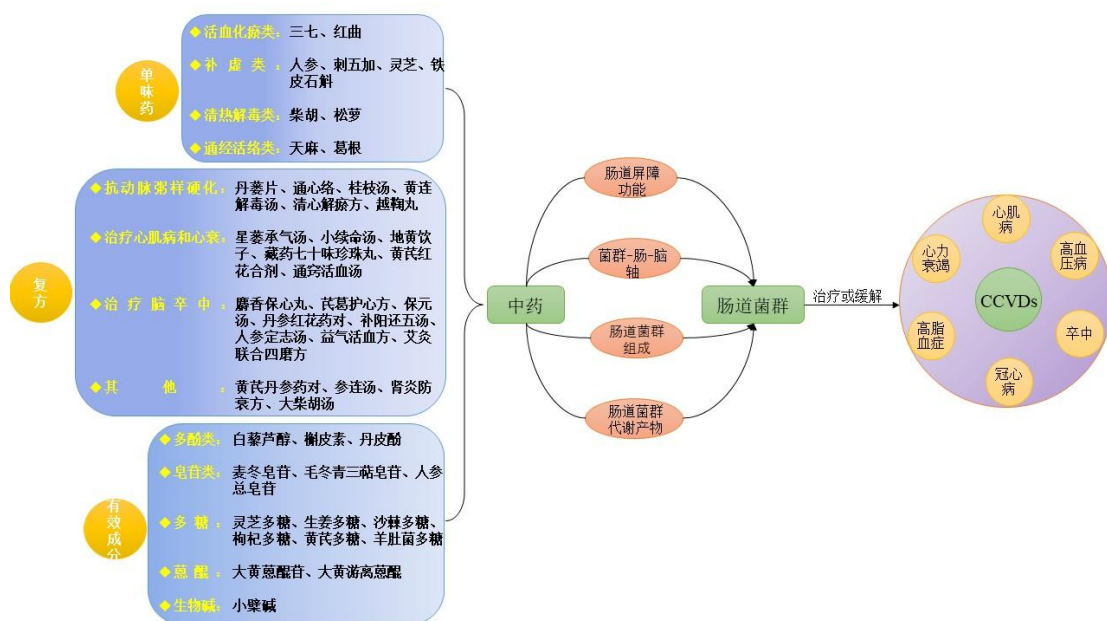 单味药
◆活血化瘀类：三七、红曲
◆补虚类：人参、刺五加、灵芝、铁
皮石斛
◆清热解毒类：柴胡、松萝
◆通经活络类：天麻、葛根
复方
◆抗动脉粥样硬化：丹蒌片、通心络、桂枝汤、黄连
解毒汤、清心解瘀方、越鞠丸
◆治疗心肌病和心衰：星蒌承气汤、小续命汤、地黄饮
子、藏药七十味珍珠丸、黄芪红
花合剂、通窍活血汤
◆治疗脑卒中：麝香保心丸、芪葛护心方、保元
汤、丹参红花药对、补阳还五汤、
人参定志汤、益气活血方、艾灸
联合四磨方
◆其他：黄芪丹参药对、参连汤、肾炎防
衰方、大柴胡汤
有效成分
◆多酚类：白藜芦醇、槲皮素、丹皮酚
◆皂苷类：麦冬皂苷、毛冬青三萜皂苷、人参
总皂苷
◆多糖：灵芝多糖、生姜多糖、沙棘多糖、
枸杞多糖、黄芪多糖、羊肚菌多糖
◆蒽醌：大黄蒽醌苷、大黄游离蒽醌
◆生物碱：小檗碱
中药
肠道屏障
功能
菌群-肠-脑
轴
肠道菌群
组成
肠道菌群
代谢产物
肠道菌群
治疗或缓解
CCVDs
心肌
病
高血
压病
卒中
冠心
病
高脂
血症
心力
衰竭